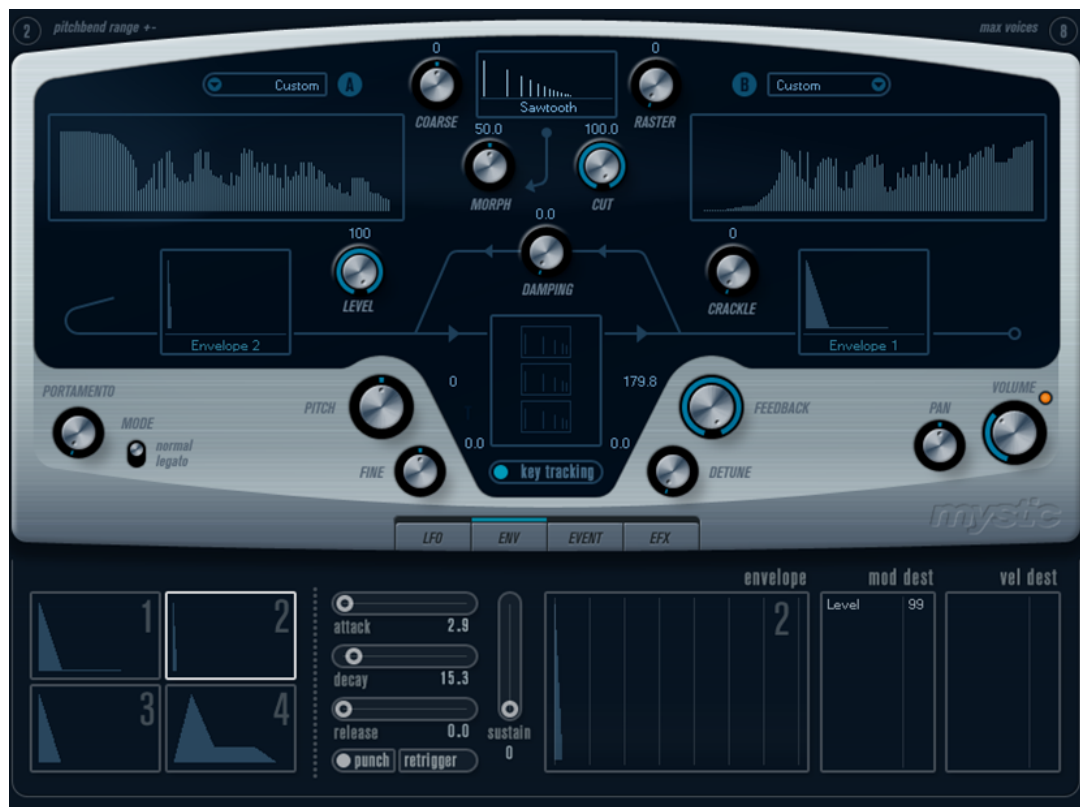 2 pitchbend range +-
max voices 8
0
0
Custom A
B Custom
Sawtooth
COARSE
RASTER
50.0
100.0
MORPH
CUT
0.0
100
0
DAMPING
LEVEL
CRACKLE
Envelope 2
Envelope 1
PORTAMENTO
0
179.8
VOLUME
PITCH
FEEDBACK
PAN
MODE
normal
legato
0.0
0.0
FINE
key tracking
DETUNE
mystic
LFO
ENV
EVENT
EFX
envelope
mod dest
vel dest
1
2
attack 2.9
2
Level 99
decay 15.3
3
4
release 0.0
sustain
0
punch
retrigger